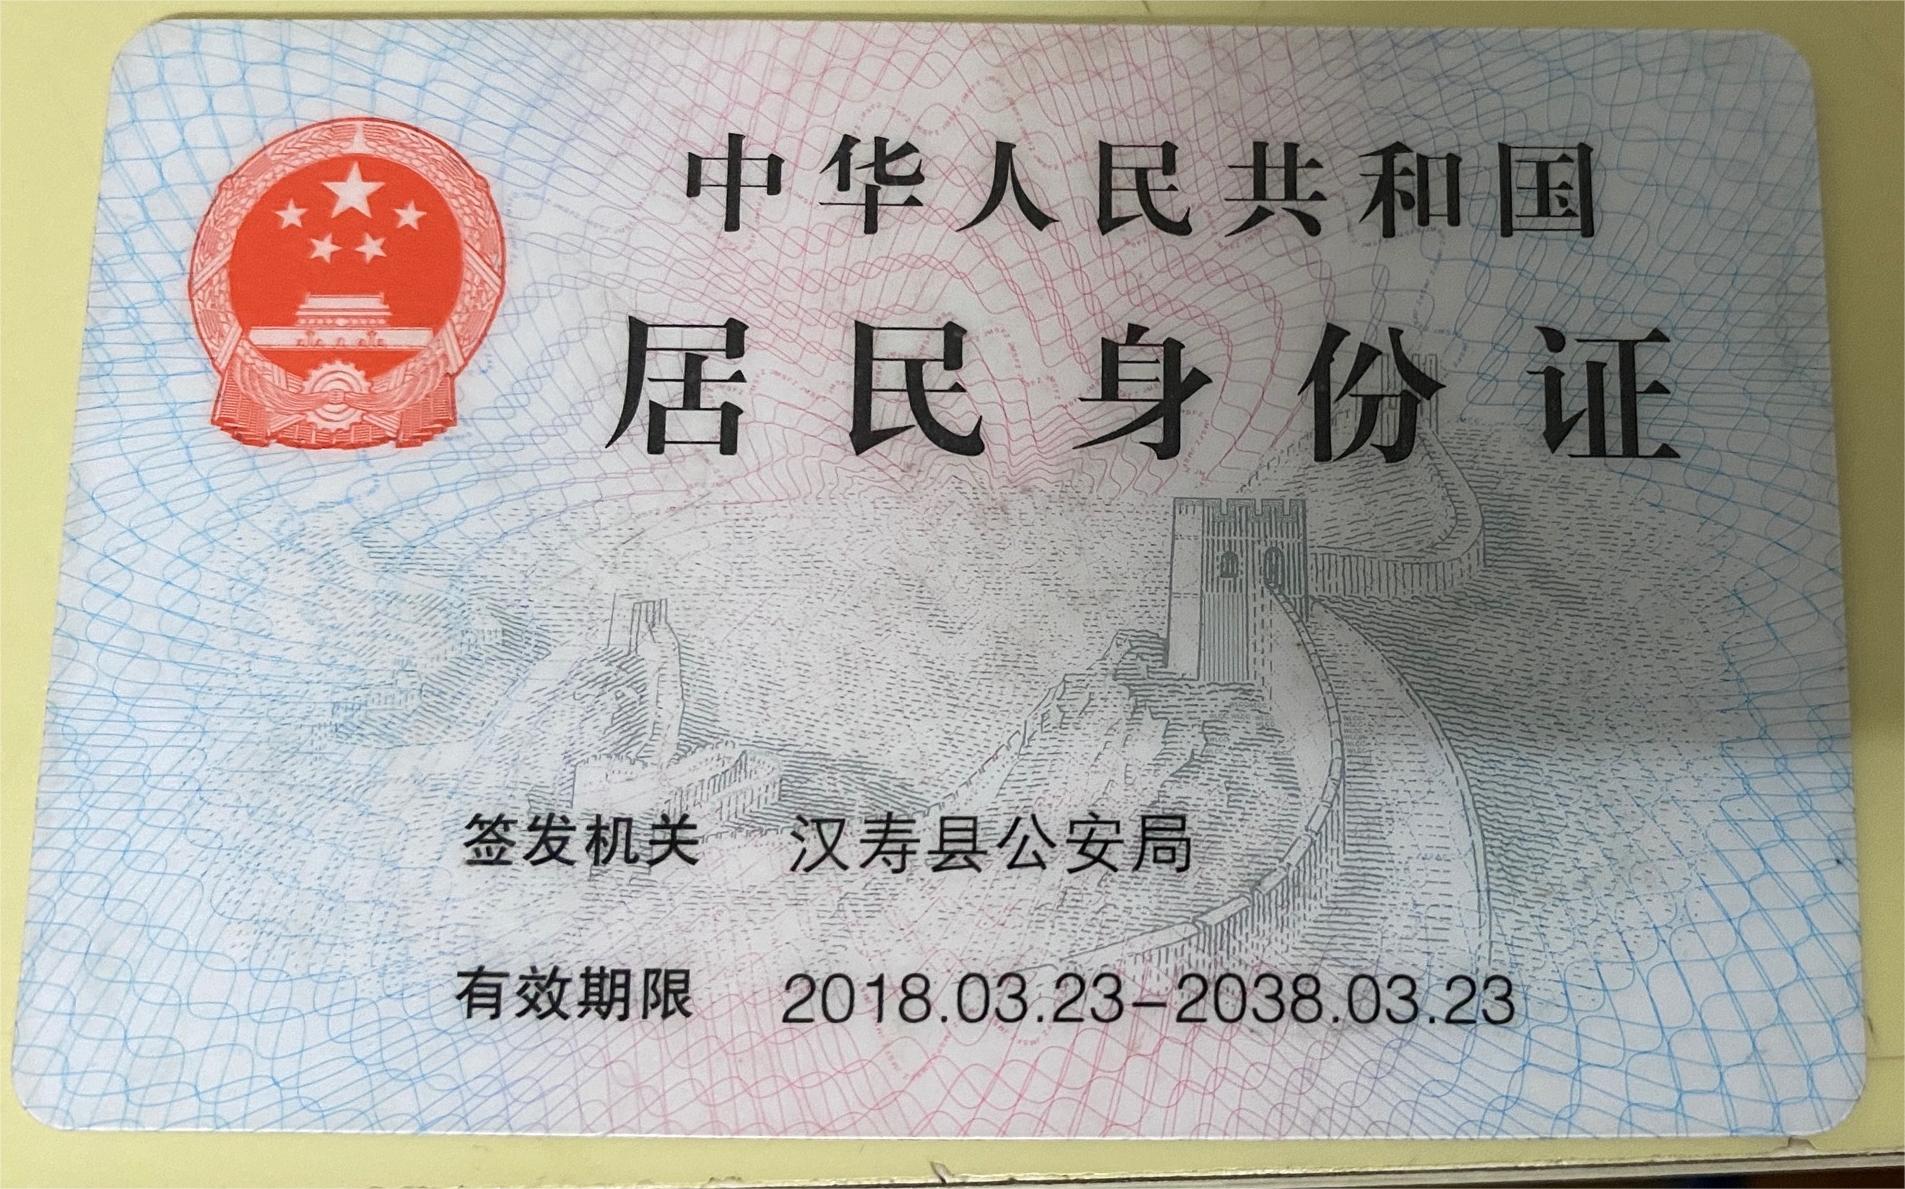 中华人民共和国
居民身份证
签发机关 汉寿县公安局
有效期限 2018.03.23-2038.03.23